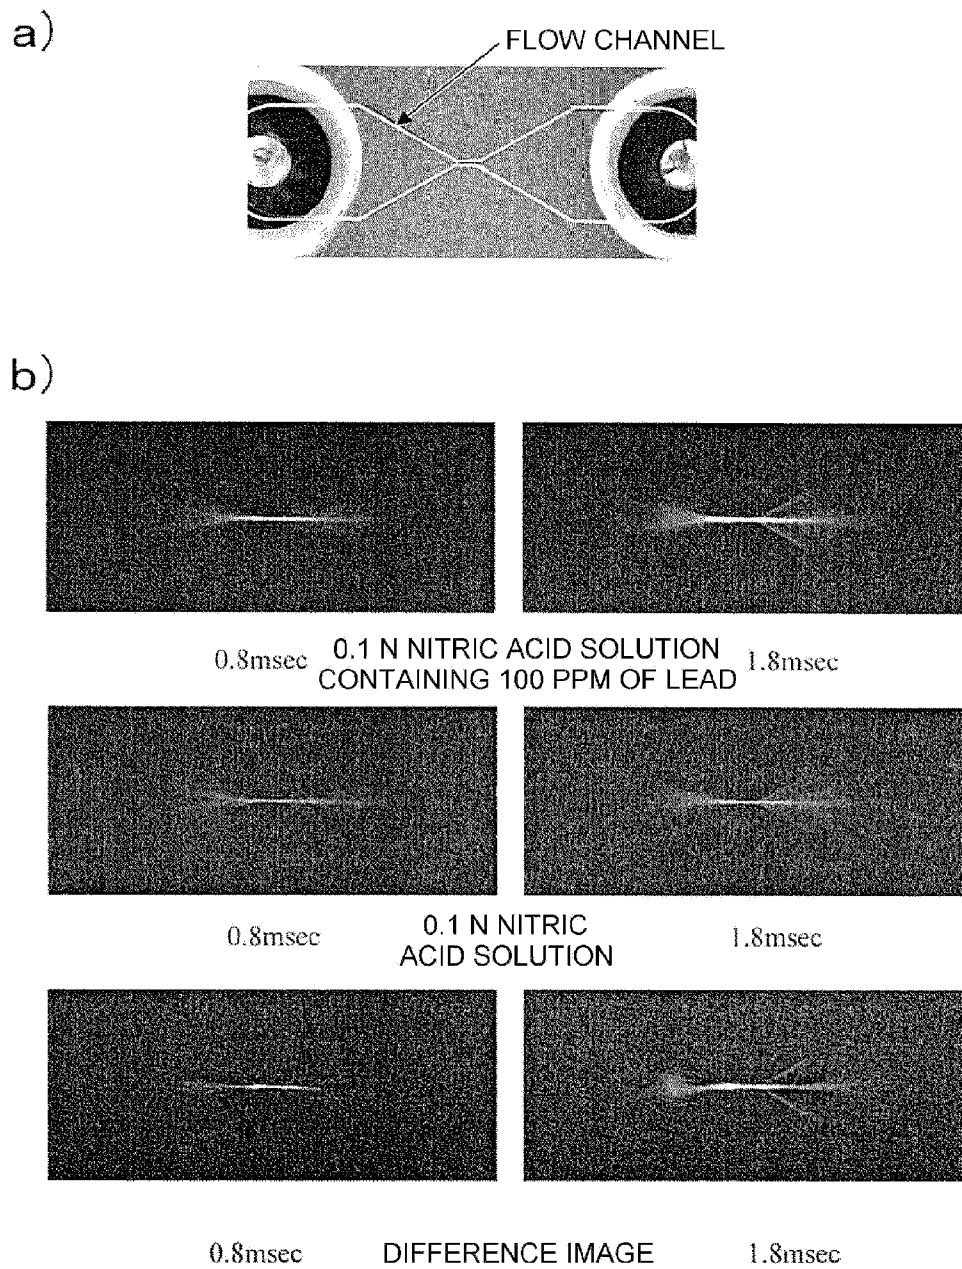 a)
FLOW CHANNEL
b)
0.8msec 0.1 N NITRIC ACID SOLUTION 1.8msec
CONTAINING 100 PPM OF LEAD
0.8msec 0.1 N NITRIC 1.8msec
ACID SOLUTION
0.8msec DIFFERENCE IMAGE 1.8msec